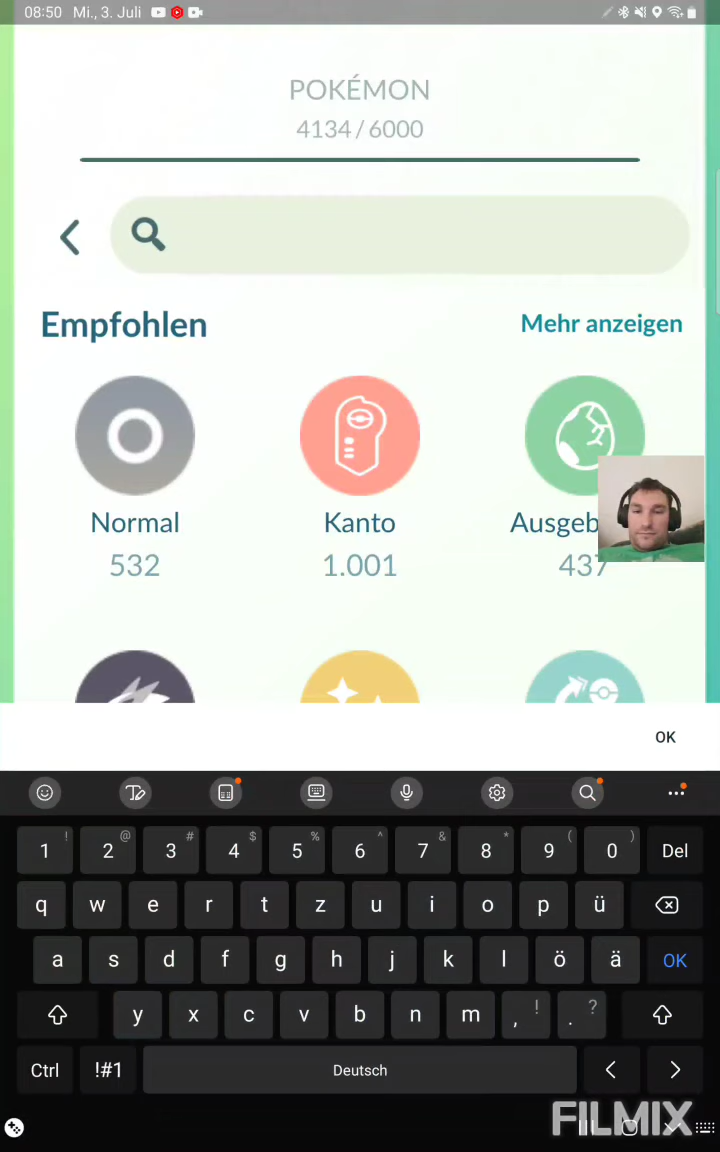 08:50 Mi., 3. Juli
POKÉMON
4134 / 6000
Empfohlen
Mehr anzeigen
Normal
Kanto
Ausgeb
532
1.001
437
OK
! @ # $ % ^ & * ( )
1 2 3 4 5 6 7 8 9 0 Del
q w e r t z u i o p ü
a s d f g h j k l ö ä OK
y x c v b n m , ! . ?
Ctrl !#1 Deutsch
FILMIX